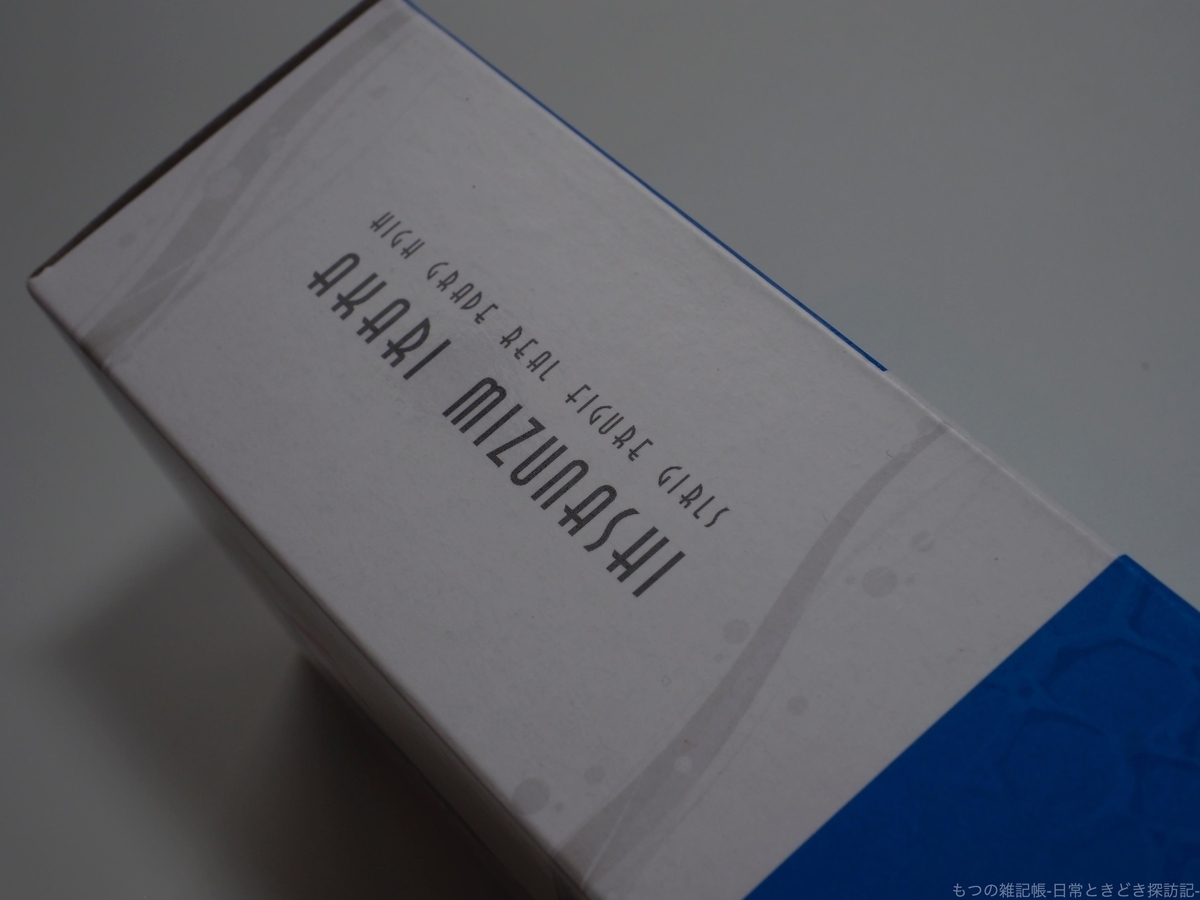 HIGH GRADE REAL FIGURE GIRLS
AKARI MIZUNASHI
もつの雑記帳-日常ときどき探訪記-